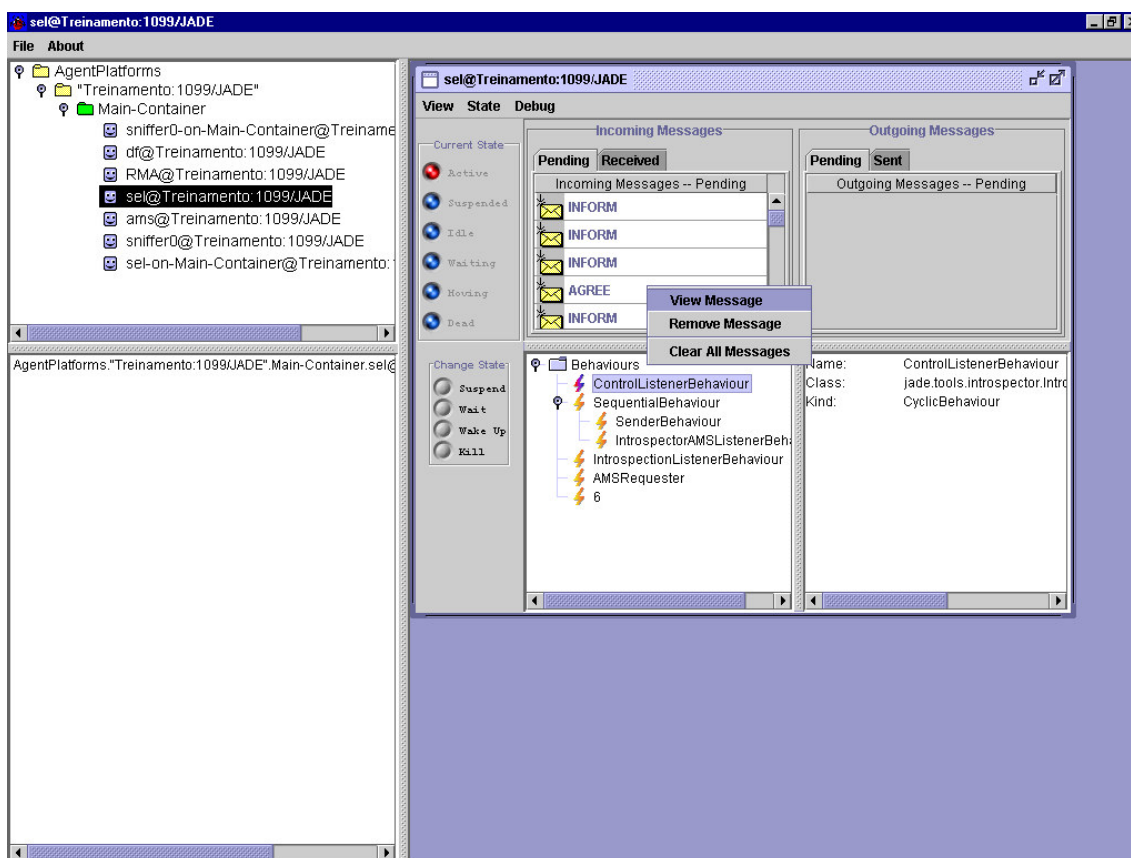 sel@Treinamento:1099/JADE
File About
AgentPlatforms
"Treinamento:1099/JADE"
Main-Container
sniffer0-on-Main-Container@Treiname
df@Treinamento:1099/JADE
RMA@Treinamento:1099/JADE
sel@Treinamento:1099/JADE
ams@Treinamento:1099/JADE
sniffer0@Treinamento:1099/JADE
sel-on-Main-Container@Treinamento:
AgentPlatforms."Treinamento:1099/JADE".Main-Container.sel@
sel@Treinamento:1099/JADE
View State Debug
Current State
Active
Suspended
Idle
Waiting
Moving
Dead
Incoming Messages
Pending Received
Incoming Messages -- Pending
INFORM
INFORM
INFORM
AGREE
INFORM
Outgoing Messages
Pending Sent
Outgoing Messages -- Pending
View Message
Remove Message
Clear All Messages
Change State
Suspend
Wait
Wake Up
Kill
Behaviours
ControlListenerBehaviour
SequentialBehaviour
SenderBehaviour
IntrospectorAMSListenerBeh
IntrospectionListenerBehaviour
AMSRequester
6
Name: ControlListenerBehaviour
Class: jade.tools.introspector.Intro
Kind: CyclicBehaviour